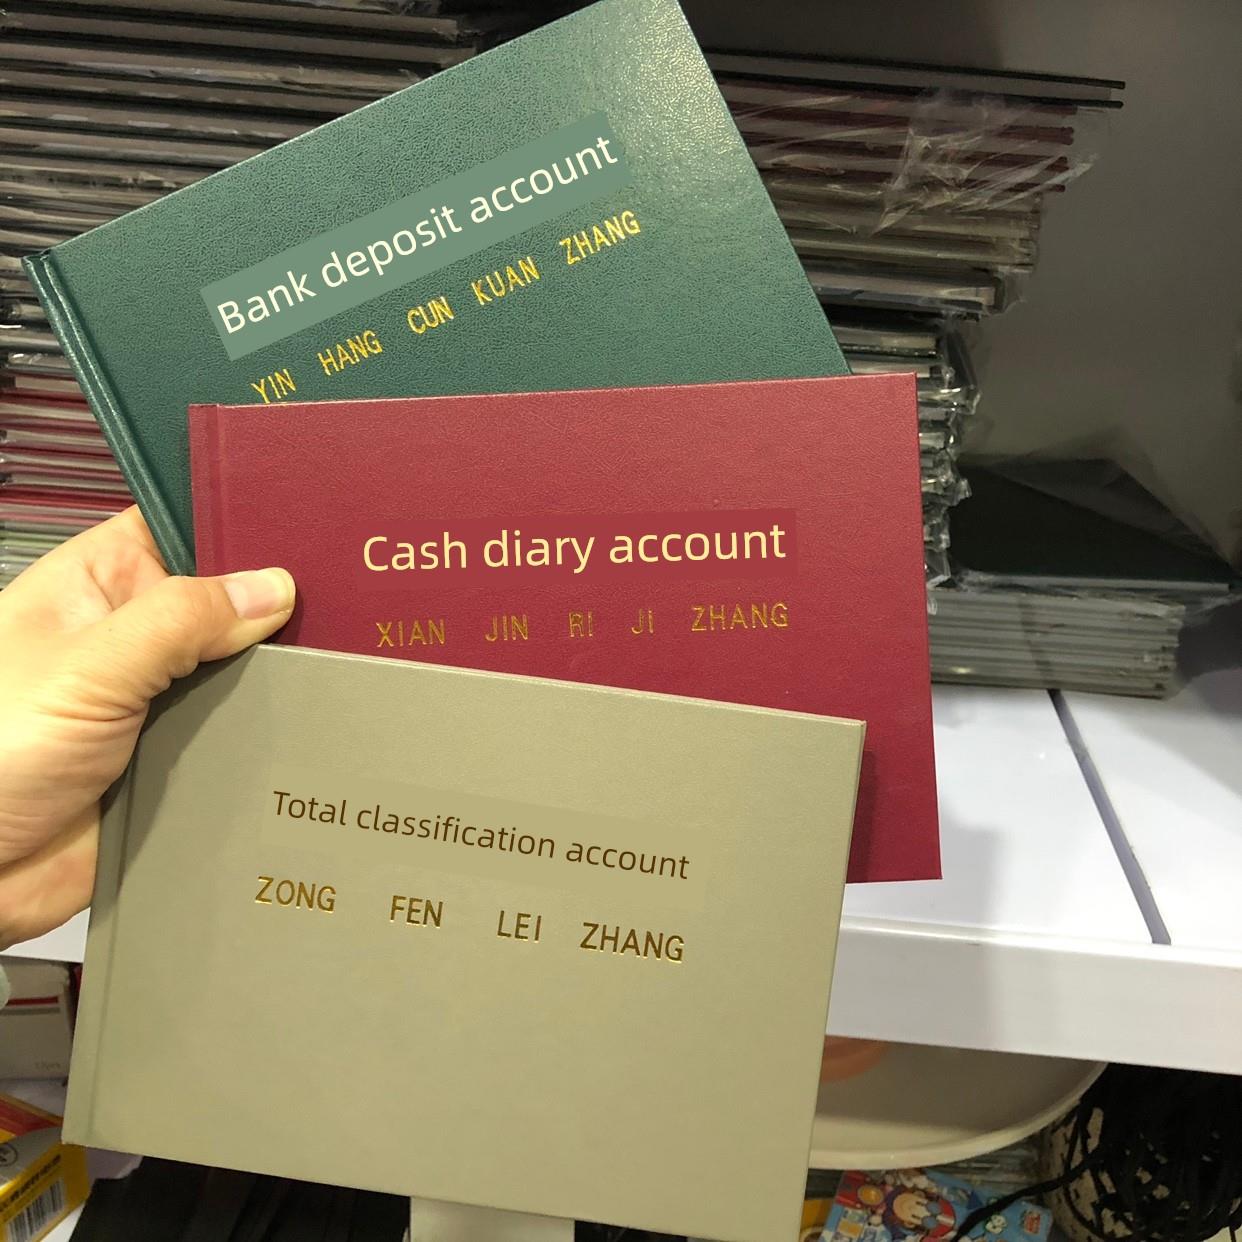 Bank deposit account
YIN HANG CUN KUAN ZHANG
Cash diary account
XIAN JIN RI JI ZHANG
Total classification account
ZONG FEN LEI ZHANG